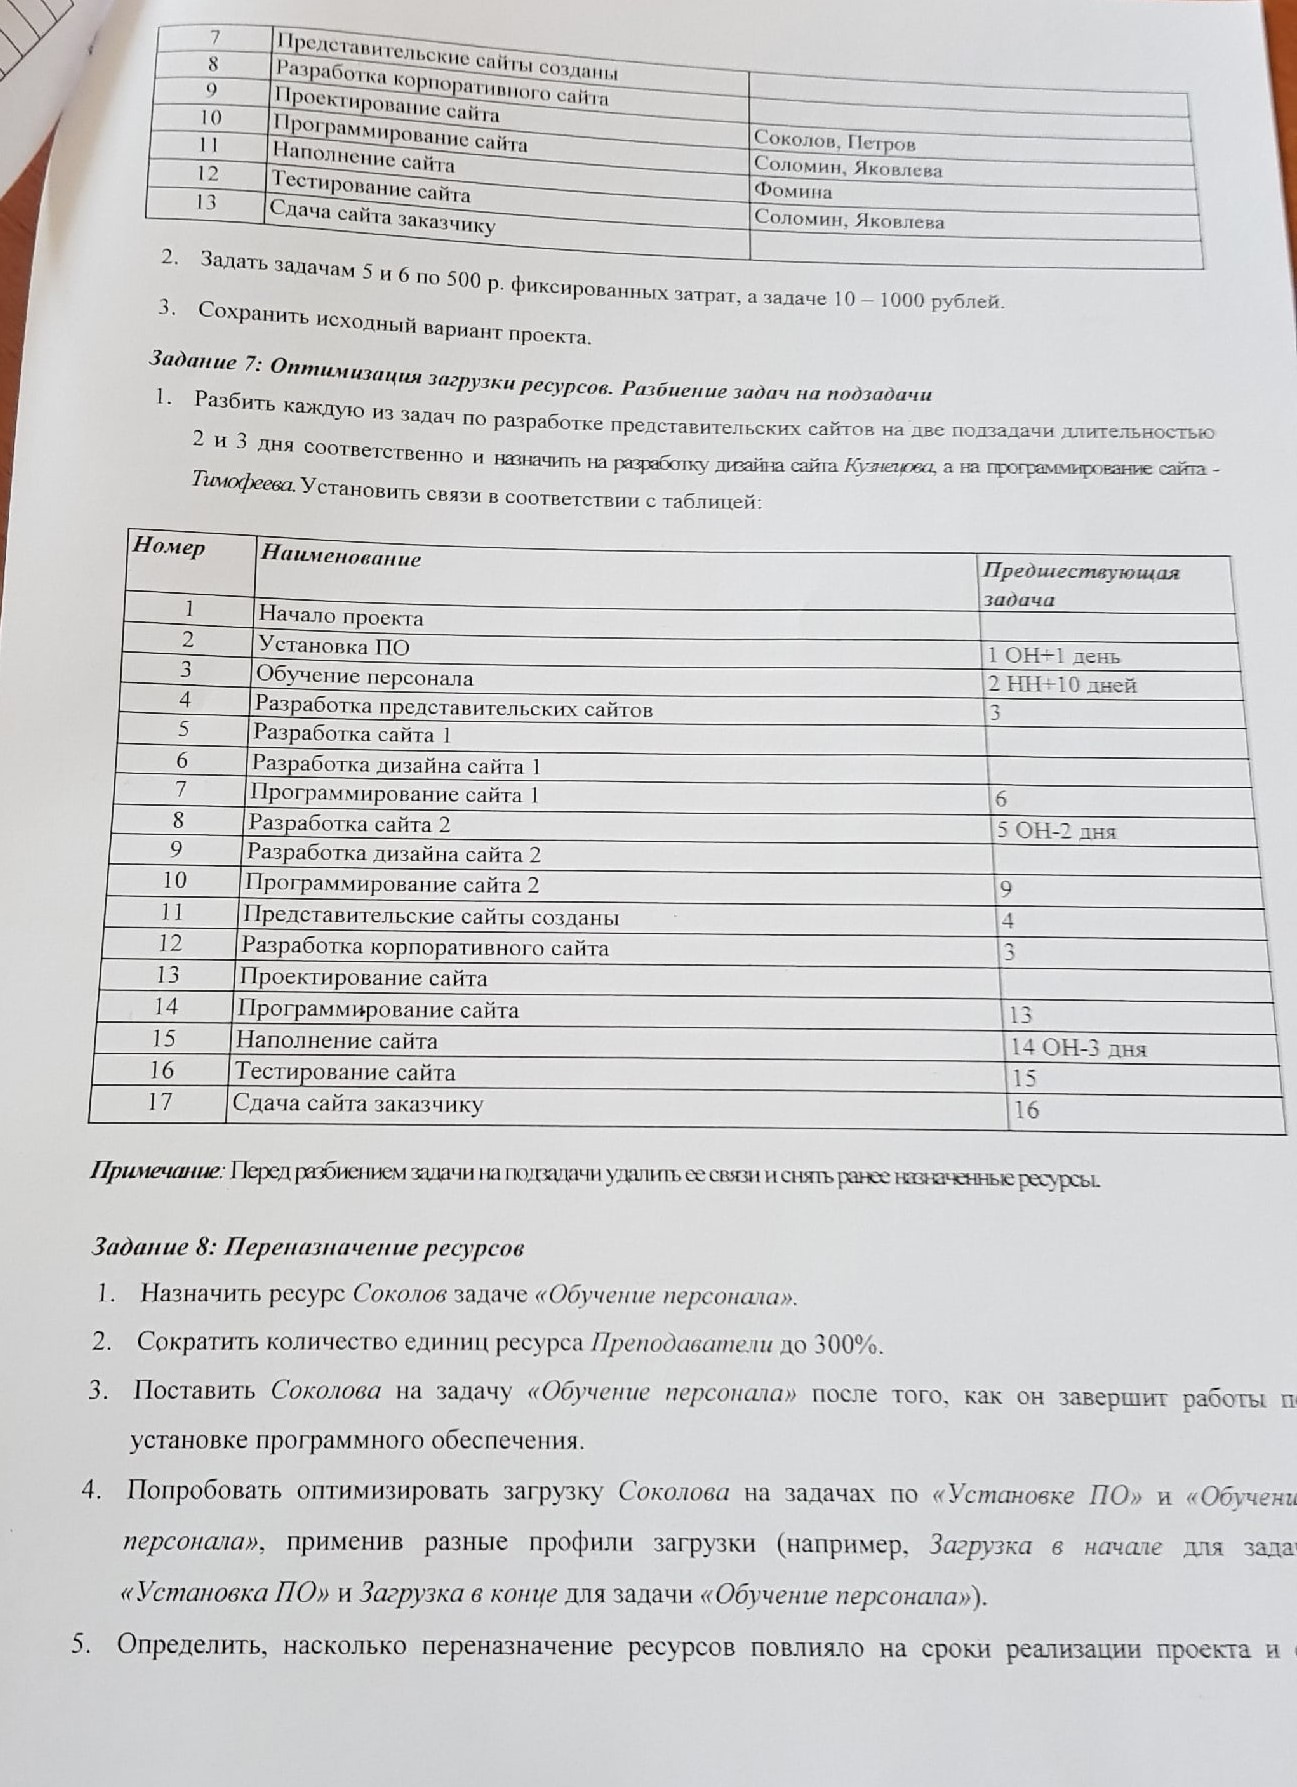 7 Представительские сайты созданы
8 Разработка корпоративного сайта
9 Проектирование сайта Соколов, Петров
10 Программирование сайта Соломин, Яковлева
11 Наполнение сайта Фомина
12 Тестирование сайта Соломин, Яковлева
13 Сдача сайта заказчику
2. Задать задачам 5 и 6 по 500 р. фиксированных затрат, а задаче 10 – 1000 рублей.
3. Сохранить исходный вариант проекта.
Задание 7: Оптимизация загрузки ресурсов. Разбиение задач на подзадачи
1. Разбить каждую из задач по разработке представительских сайтов на две подзадачи длительностью
2 и 3 дня соответственно и назначить на разработку дизайна сайта Кузнецова, а на программирование сайта -
Тимофеева. Установить связи в соответствии с таблицей:
Номер Наименование Предшествующая
задача
1 Начало проекта
2 Установка ПО 1 ОН+1 день
3 Обучение персонала 2 НН+10 дней
4 Разработка представительских сайтов 3
5 Разработка сайта 1
6 Разработка дизайна сайта 1
7 Программирование сайта 1 6
8 Разработка сайта 2 5 ОН-2 дня
9 Разработка дизайна сайта 2
10 Программирование сайта 2 9
11 Представительские сайты созданы 4
12 Разработка корпоративного сайта 3
13 Проектирование сайта
14 Программирование сайта 13
15 Наполнение сайта 14 ОН-3 дня
16 Тестирование сайта 15
17 Сдача сайта заказчику 16
Примечание: Перед разбиением задачи на подзадачи удалить ее связи и снять ранее назначенные ресурсы.
Задание 8: Переназначение ресурсов
1. Назначить ресурс Соколов задаче «Обучение персонала».
2. Сократить количество единиц ресурса Преподаватели до 300%.
3. Поставить Соколова на задачу «Обучение персонала» после того, как он завершит работы
установке программного обеспечения.
4. Попробовать оптимизировать загрузку Соколова на задачах по «Установке ПО» и «Обучени
персонала», применив разные профили загрузки (например, Загрузка в начале для зада
«Установка ПО» и Загрузка в конце для задачи «Обучение персонала»).
5. Определить, насколько переназначение ресурсов повлияло на сроки реализации проекта и